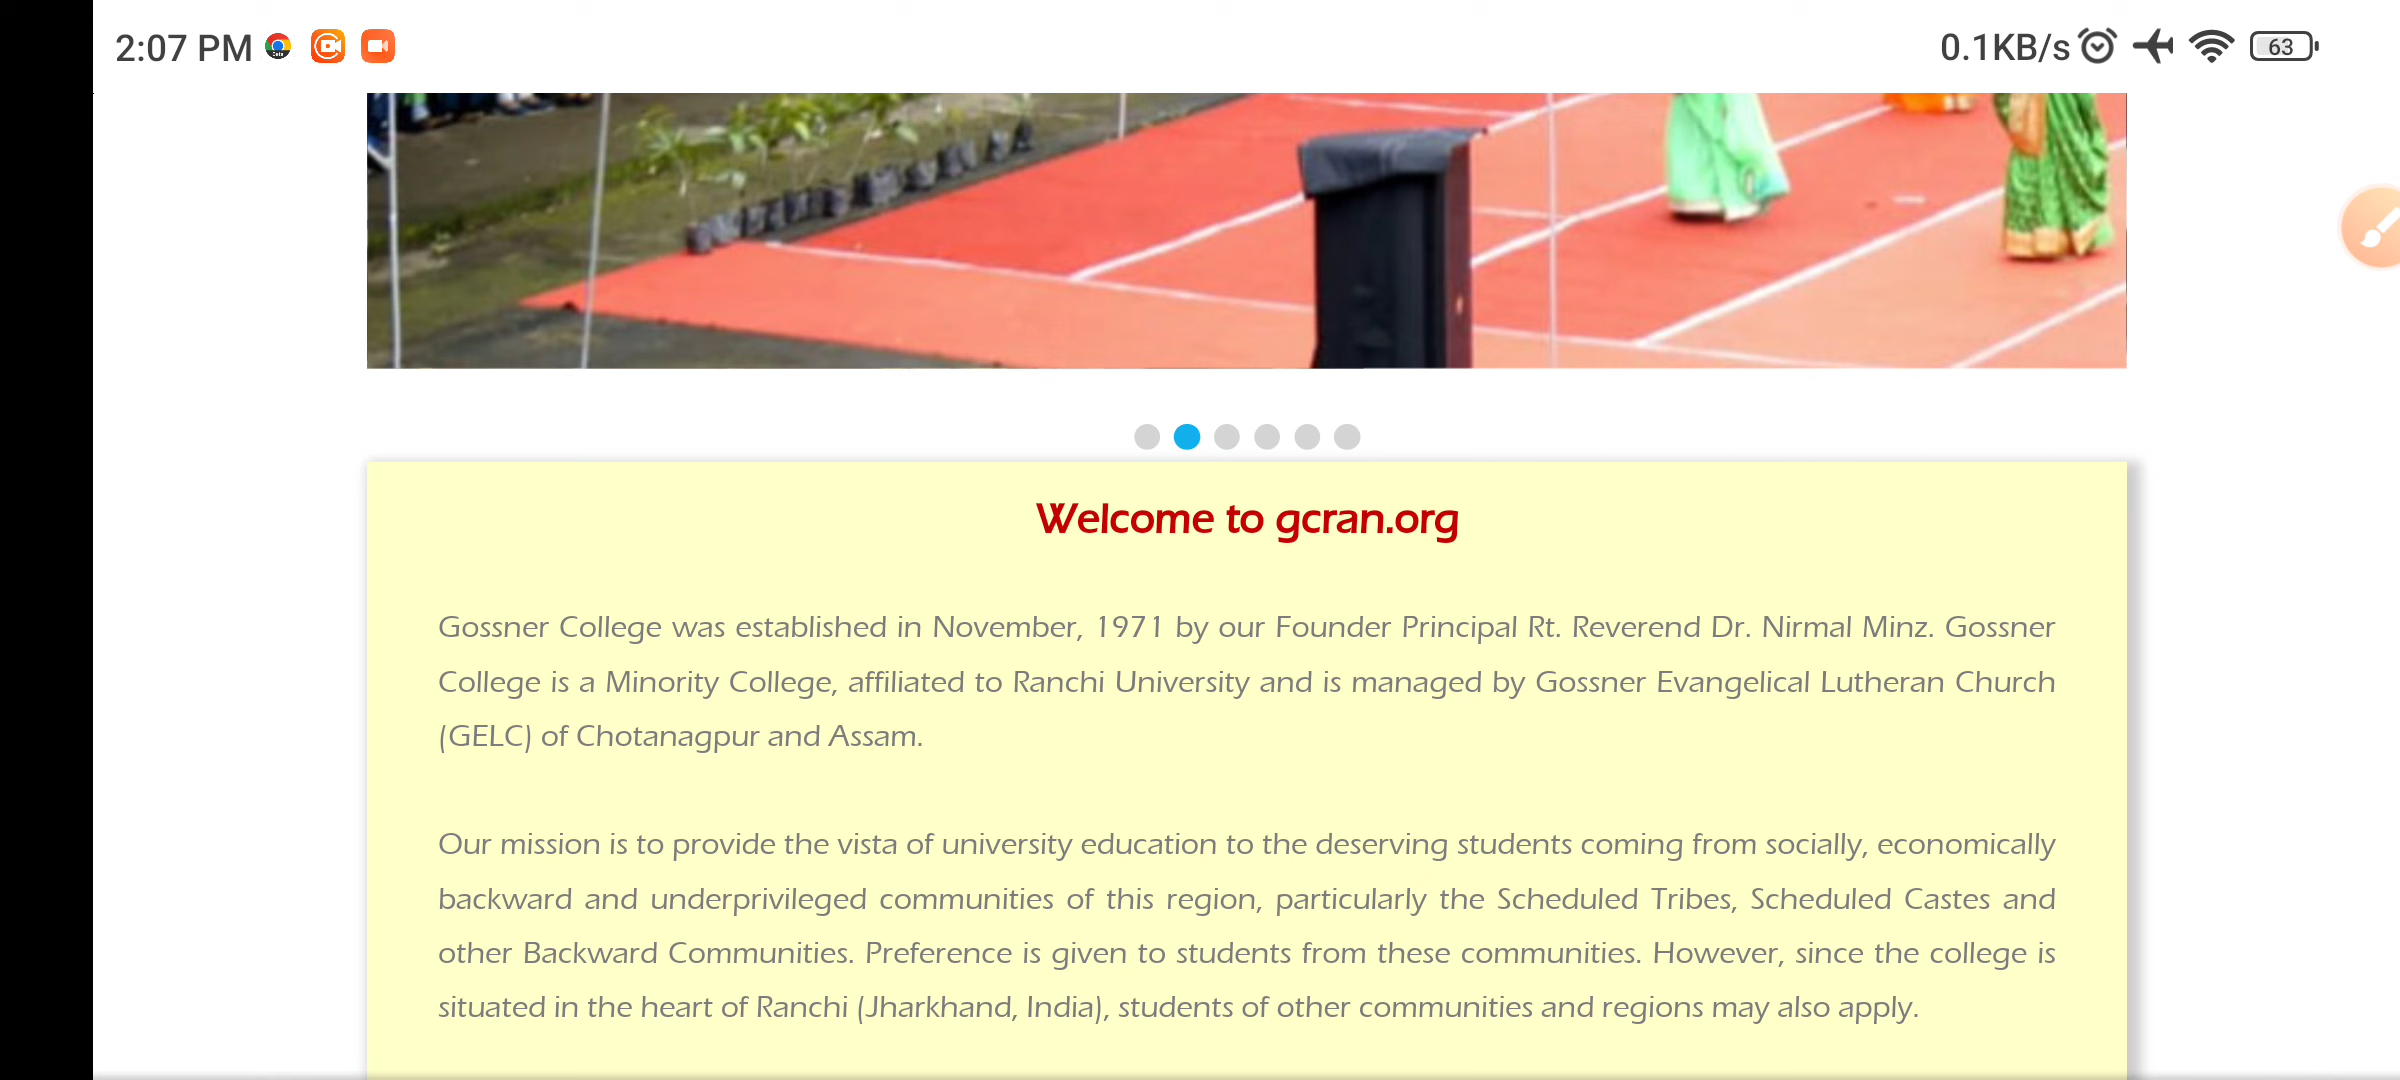 2:07 PM
0.1KB/s
63
Welcome to gcran.org
Gossner College was established in November, 1971 by our Founder Principal Rt. Reverend Dr. Nirmal Minz. Gossner
College is a Minority College, affiliated to Ranchi University and is managed by Gossner Evangelical Lutheran Church
(GELC) of Chotanagpur and Assam.
Our mission is to provide the vista of university education to the deserving students coming from socially, economically
backward and underprivileged communities of this region, particularly the Scheduled Tribes, Scheduled Castes and
other Backward Communities. Preference is given to students from these communities. However, since the college is
situated in the heart of Ranchi (Jharkhand, India), students of other communities and regions may also apply.